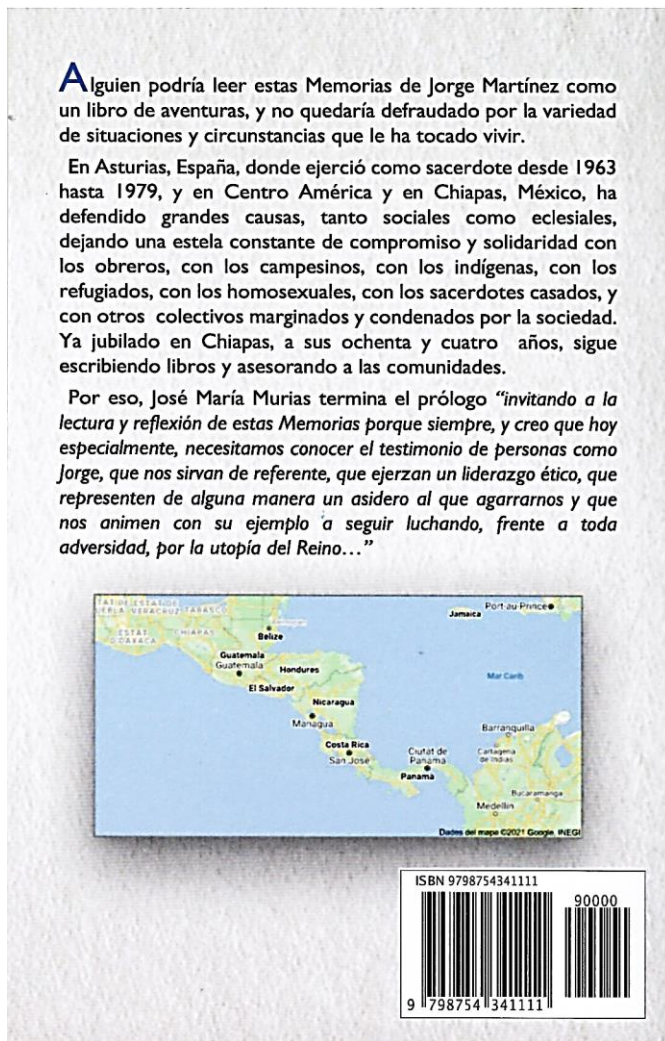 Alguien podría leer estas Memorias de Jorge Martínez como
un libro de aventuras, y no quedaría defraudado por la variedad
de situaciones y circunstancias que le ha tocado vivir.
En Asturias, España, donde ejerció como sacerdote desde 1963
hasta 1979, y en Centro América y en Chiapas, México, ha
defendido grandes causas, tanto sociales como eclesiales,
dejando una estela constante de compromiso y solidaridad con
los obreros, con los campesinos, con los indígenas, con los
refugiados, con los homosexuales, con los sacerdotes casados, y
con otros colectivos marginados y condenados por la sociedad.
Ya jubilado en Chiapas, a sus ochenta y cuatro años, sigue
escribiendo libros y asesorando a las comunidades.
Por eso, José María Murias termina el prólogo “invitando a la
lectura y reflexión de estas Memorias porque siempre, y creo que hoy
especialmente, necesitamos conocer el testimonio de personas como
Jorge, que nos sirvan de referente, que ejerzan un liderazgo ético, que
representen de alguna manera un asidero al que agarrarnos y que
nos animen con su ejemplo a seguir luchando, frente a toda
adversidad, por la utopía del Reino…”
VERACRUZ TABASCO
ESTAT D'OAXACA
CHIAPAS
Belize
Guatemala
Guatemala
Hondures
El Salvador
Nicaragua
Managua
Costa Rica
San José
Ciutat de
Panamà
Panamà
Jamaica
Port-au-Prince
Mar Carib
Barranquilla
Cartagena
de Indias
Bucaramanga
Medellín
Dades del mapa ©2021 Google, INEGI
ISBN 9798754341111
90000
9 798754 341111